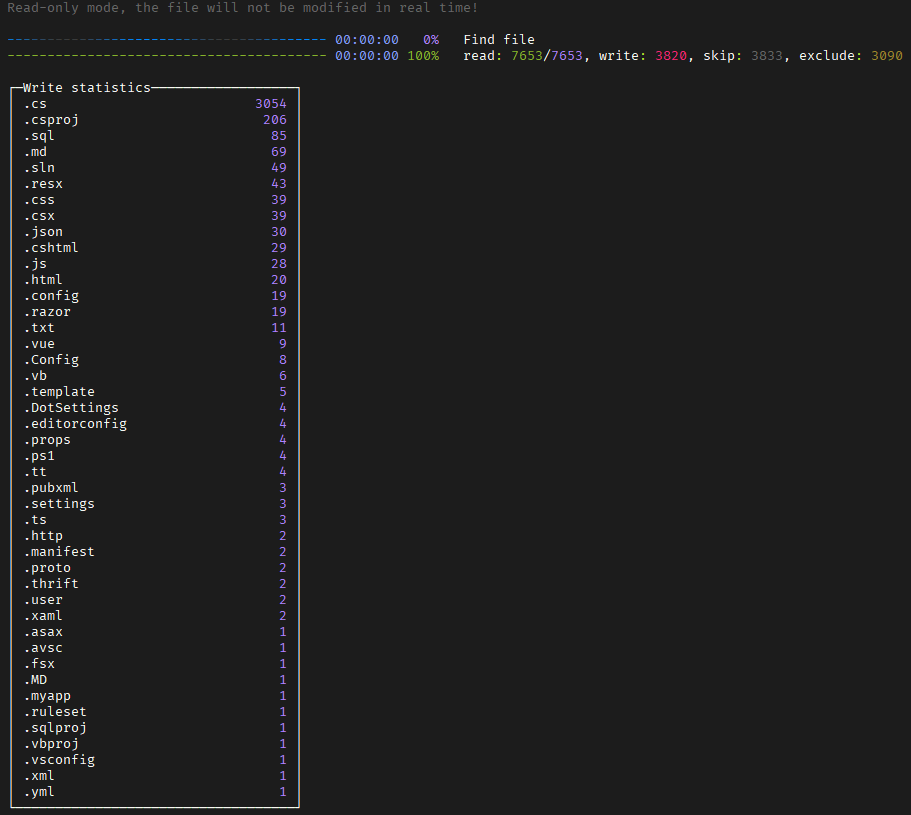 Read-only mode, the file will not be modified in real time!
---------------------------------------- 00:00:00 0% Find file
---------------------------------------- 00:00:00 100% read: 7653/7653, write: 3820, skip: 3833, exclude: 3090
Write statistics
.cs 3054
.csproj 206
.sql 85
.md 69
.sln 49
.resx 43
.css 39
.csx 39
.json 30
.cshtml 29
.js 28
.html 20
.config 19
.razor 19
.txt 11
.vue 9
.Config 8
.vb 6
.template 5
.DotSettings 4
.editorconfig 4
.props 4
.ps1 4
.tt 4
.pubxml 3
.settings 3
.ts 3
.http 2
.manifest 2
.proto 2
.thrift 2
.user 2
.xaml 2
.asax 1
.avsc 1
.fsx 1
.MD 1
.myapp 1
.ruleset 1
.sqlproj 1
.vbproj 1
.vsconfig 1
.xml 1
.yml 1